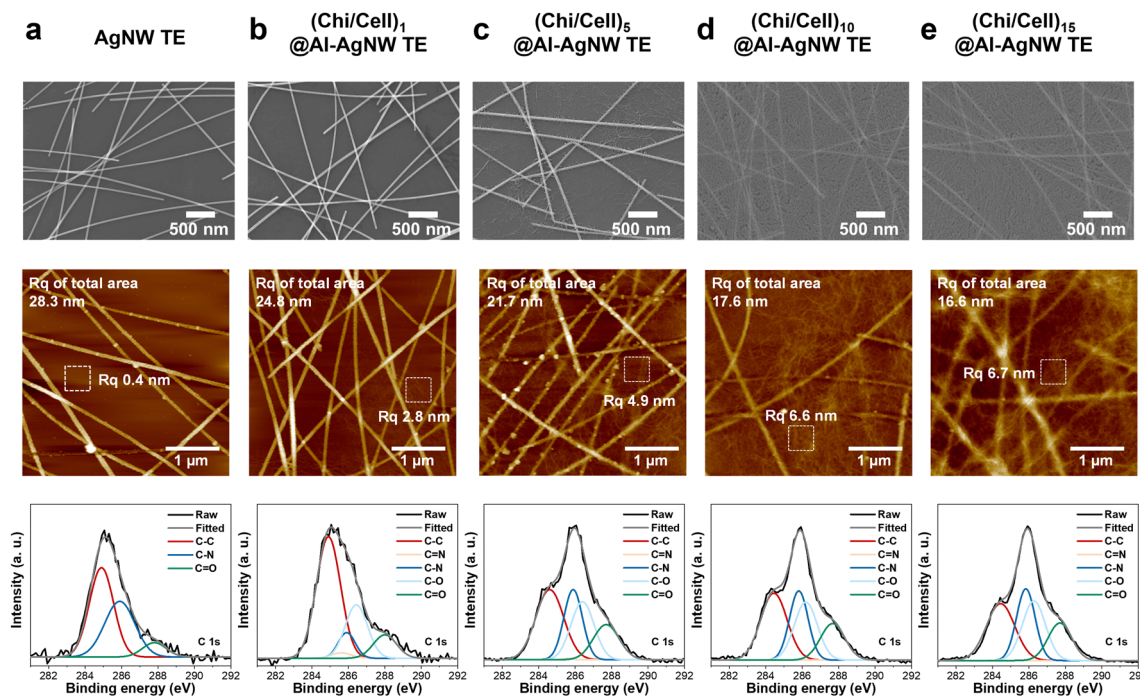 a
AgNW TE
b
(Chi/Cell)1
@Al-AgNW TE
c
(Chi/Cell)5
@Al-AgNW TE
d
(Chi/Cell)10
@Al-AgNW TE
e
(Chi/Cell)15
@Al-AgNW TE
500 nm
500 nm
500 nm
500 nm
500 nm
Rq of total area
28.3 nm
Rq 0.4 nm
1 µm
Rq of total area
24.8 nm
Rq 2.8 nm
1 µm
Rq of total area
21.7 nm
Rq 4.9 nm
1 µm
Rq of total area
17.6 nm
Rq 6.6 nm
1 µm
Rq of total area
16.6 nm
Rq 6.7 nm
1 µm
Intensity (a. u.)
Raw
Fitted
C-C
C-N
C=O
C 1s
282 284 286 288 290 292
Binding energy (eV)
Intensity (a. u.)
Raw
Fitted
C-C
C=N
C-N
C-O
C=O
C 1s
282 284 286 288 290 292
Binding energy (eV)
Intensity (a. u.)
Raw
Fitted
C-C
C=N
C-N
C-O
C=O
C 1s
282 284 286 288 290 292
Binding energy (eV)
Intensity (a. u.)
Raw
Fitted
C-C
C=N
C-N
C-O
C=O
C 1s
282 284 286 288 290 292
Binding energy (eV)
Intensity (a. u.)
Raw
Fitted
C-C
C=N
C-N
C-O
C=O
C 1s
282 284 286 288 290 29
Binding energy (eV)